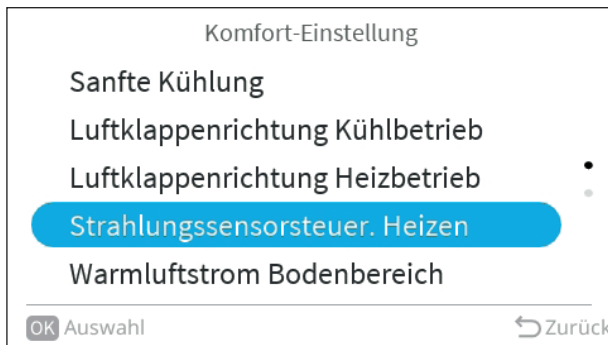 Komfort-Einstellung
Sanfte Kühlung
Luftklappenrichtung Kühlbetrieb
Luftklappenrichtung Heizbetrieb
Strahlungssensorsteuer. Heizen
Warmluftstrom Bodenbereich
OK Auswahl
Zurück